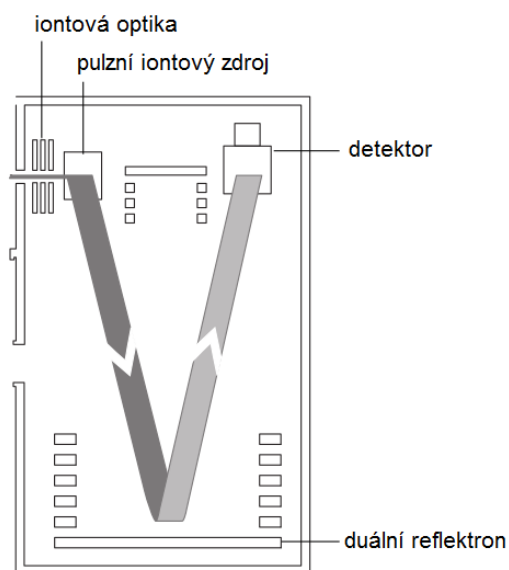 iontová optika
pulzní iontový zdroj
detektor
duální reflektron